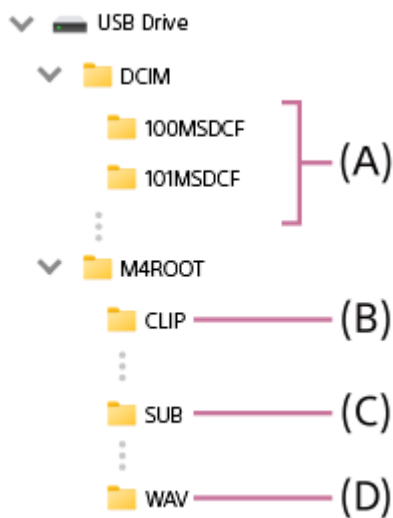 USB Drive
DCIM
100MSDCF
101MSDCF
(A)
M4ROOT
CLIP (B)
SUB (C)
WAV (D)